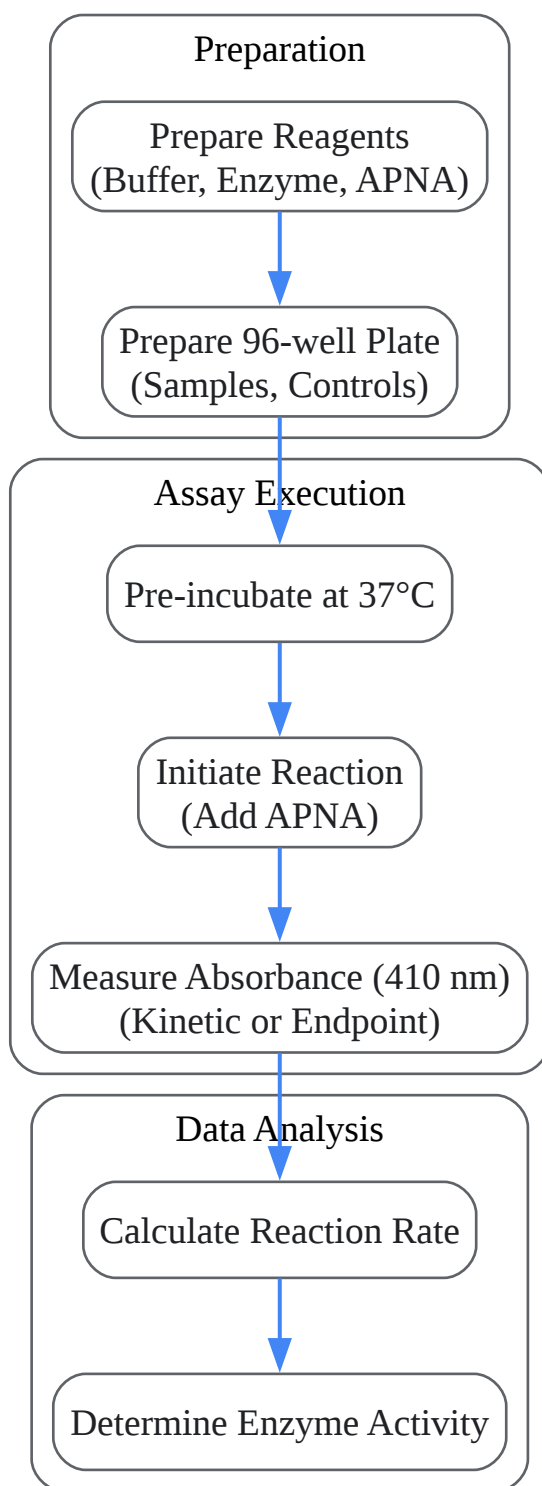 Preparation
Prepare Reagents
(Buffer, Enzyme, APNA)
Prepare 96-well Plate
(Samples, Controls)
Assay Execution
Pre-incubate at 37°C
Initiate Reaction
(Add APNA)
Measure Absorbance (410 nm)
(Kinetic or Endpoint)
Data Analysis
Calculate Reaction Rate
Determine Enzyme Activity